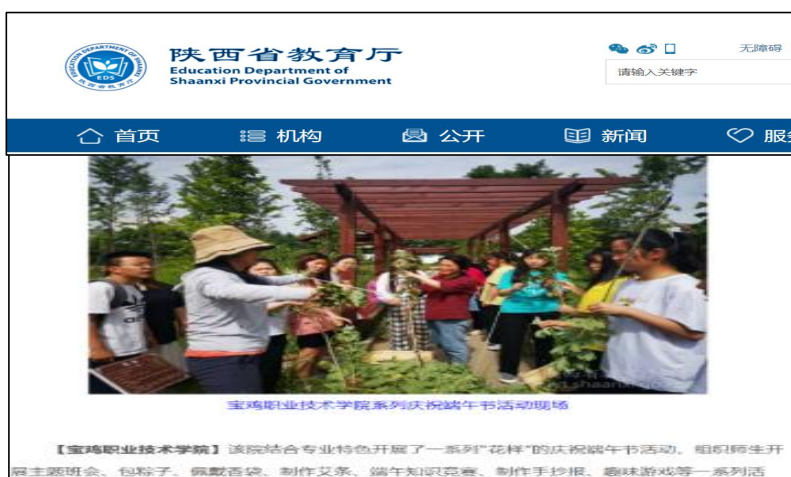 陕西省教育厅
Education Department of
Shaanxi Provincial Government
无障碍
请输入关键字
首页 机构 公开 新闻
宝鸡职业技术学院系列庆祝端午节活动现场
【宝鸡职业技术学院】该院结合专业特色开展了一系列“花样”的庆祝端午节活动，组织师生开
展主题班会、包粽子、佩戴香袋、制作艾条、端午知识竞赛、制作手抄报、趣味游戏等一系列活